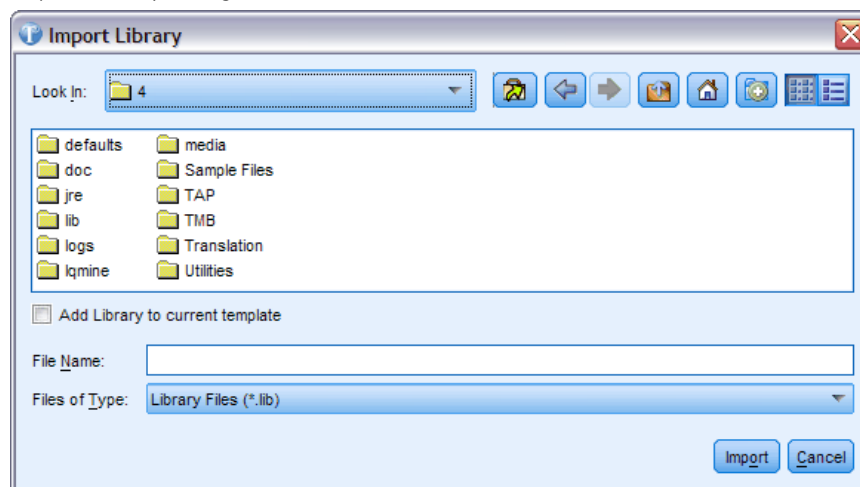 Import Library
Look In: 4
defaults media
doc Sample Files
jre TAP
lib TMB
logs Translation
lqmine Utilities
Add Library to current template
File Name:
Files of Type: Library Files (*.lib)
Import Cancel